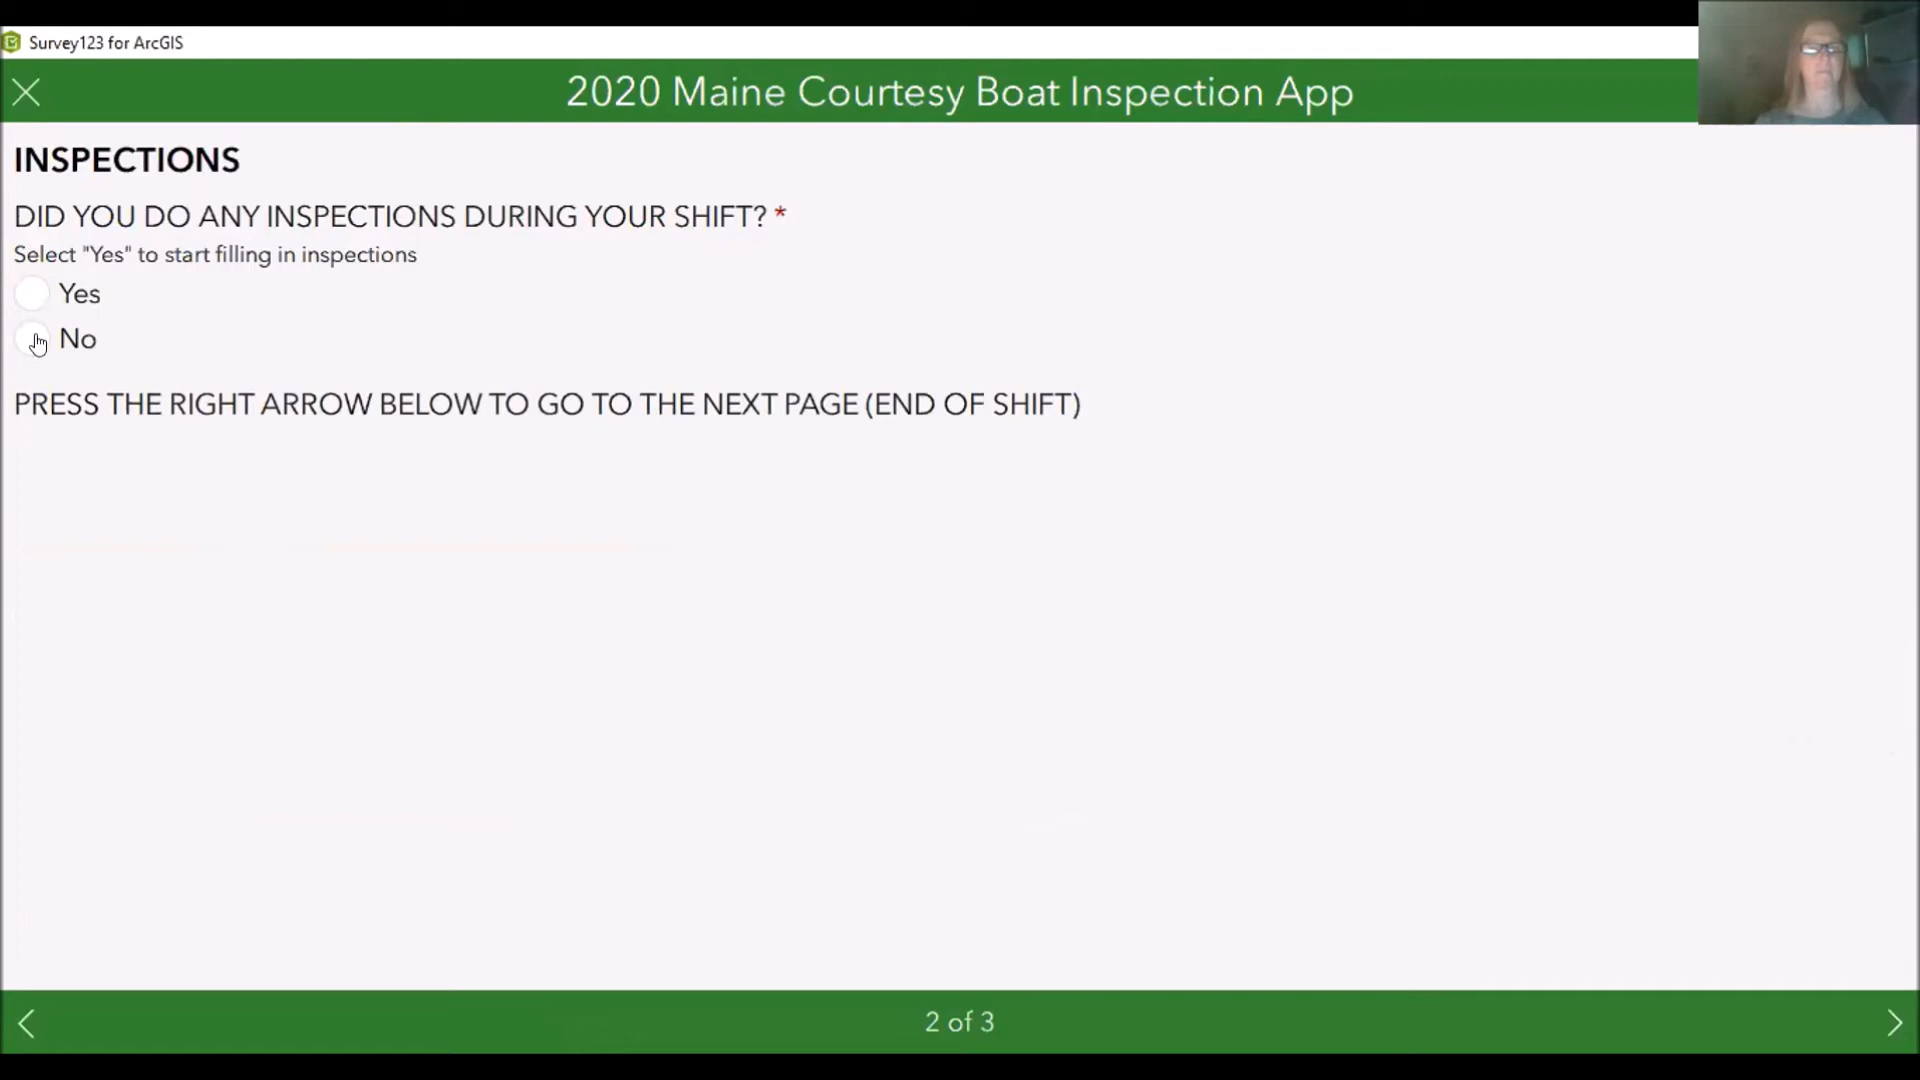 Survey123 for ArcGIS
2020 Maine Courtesy Boat Inspection App
INSPECTIONS
DID YOU DO ANY INSPECTIONS DURING YOUR SHIFT? *
Select "Yes" to start filling in inspections
Yes
No
PRESS THE RIGHT ARROW BELOW TO GO TO THE NEXT PAGE (END OF SHIFT)
2 of 3